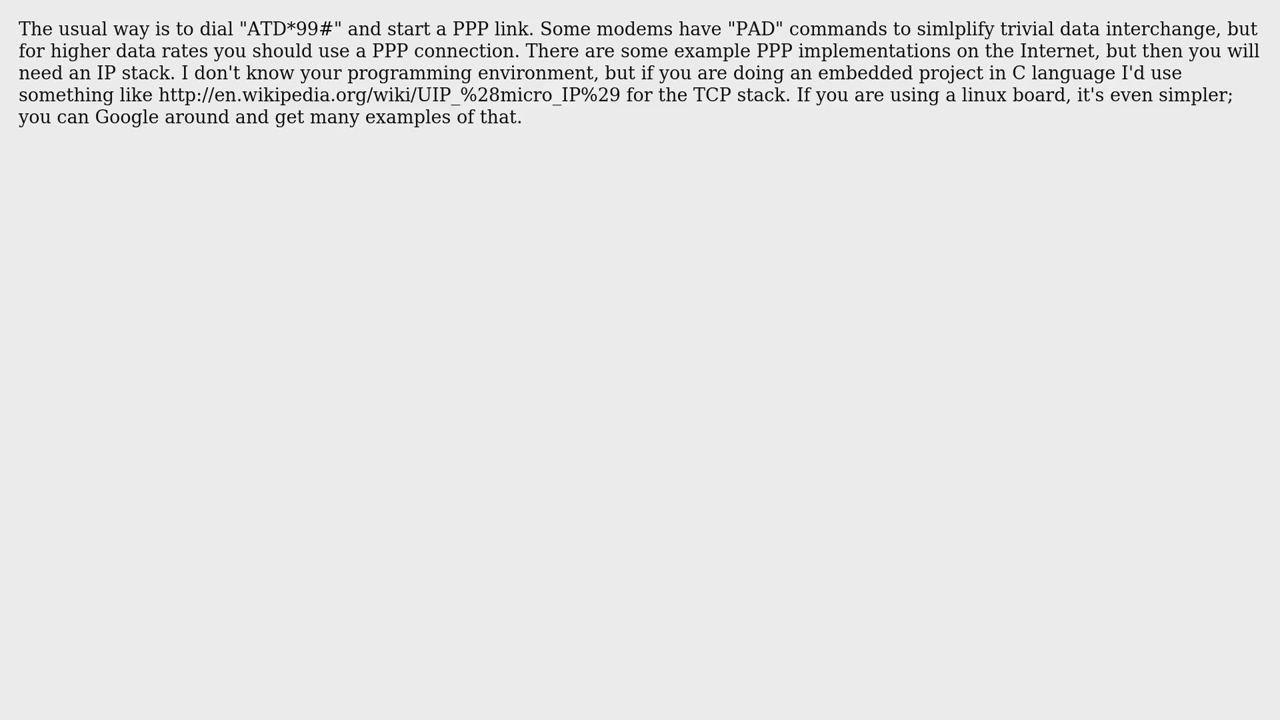 The usual way is to dial "ATD*99#" and start a PPP link. Some modems have "PAD" commands to simlplify trivial data interchange, but
for higher data rates you should use a PPP connection. There are some example PPP implementations on the Internet, but then you will
need an IP stack. I don't know your programming environment, but if you are doing an embedded project in C language I'd use
something like http://en.wikipedia.org/wiki/UIP_%28micro_IP%29 for the TCP stack. If you are using a linux board, it's even simpler;
you can Google around and get many examples of that.